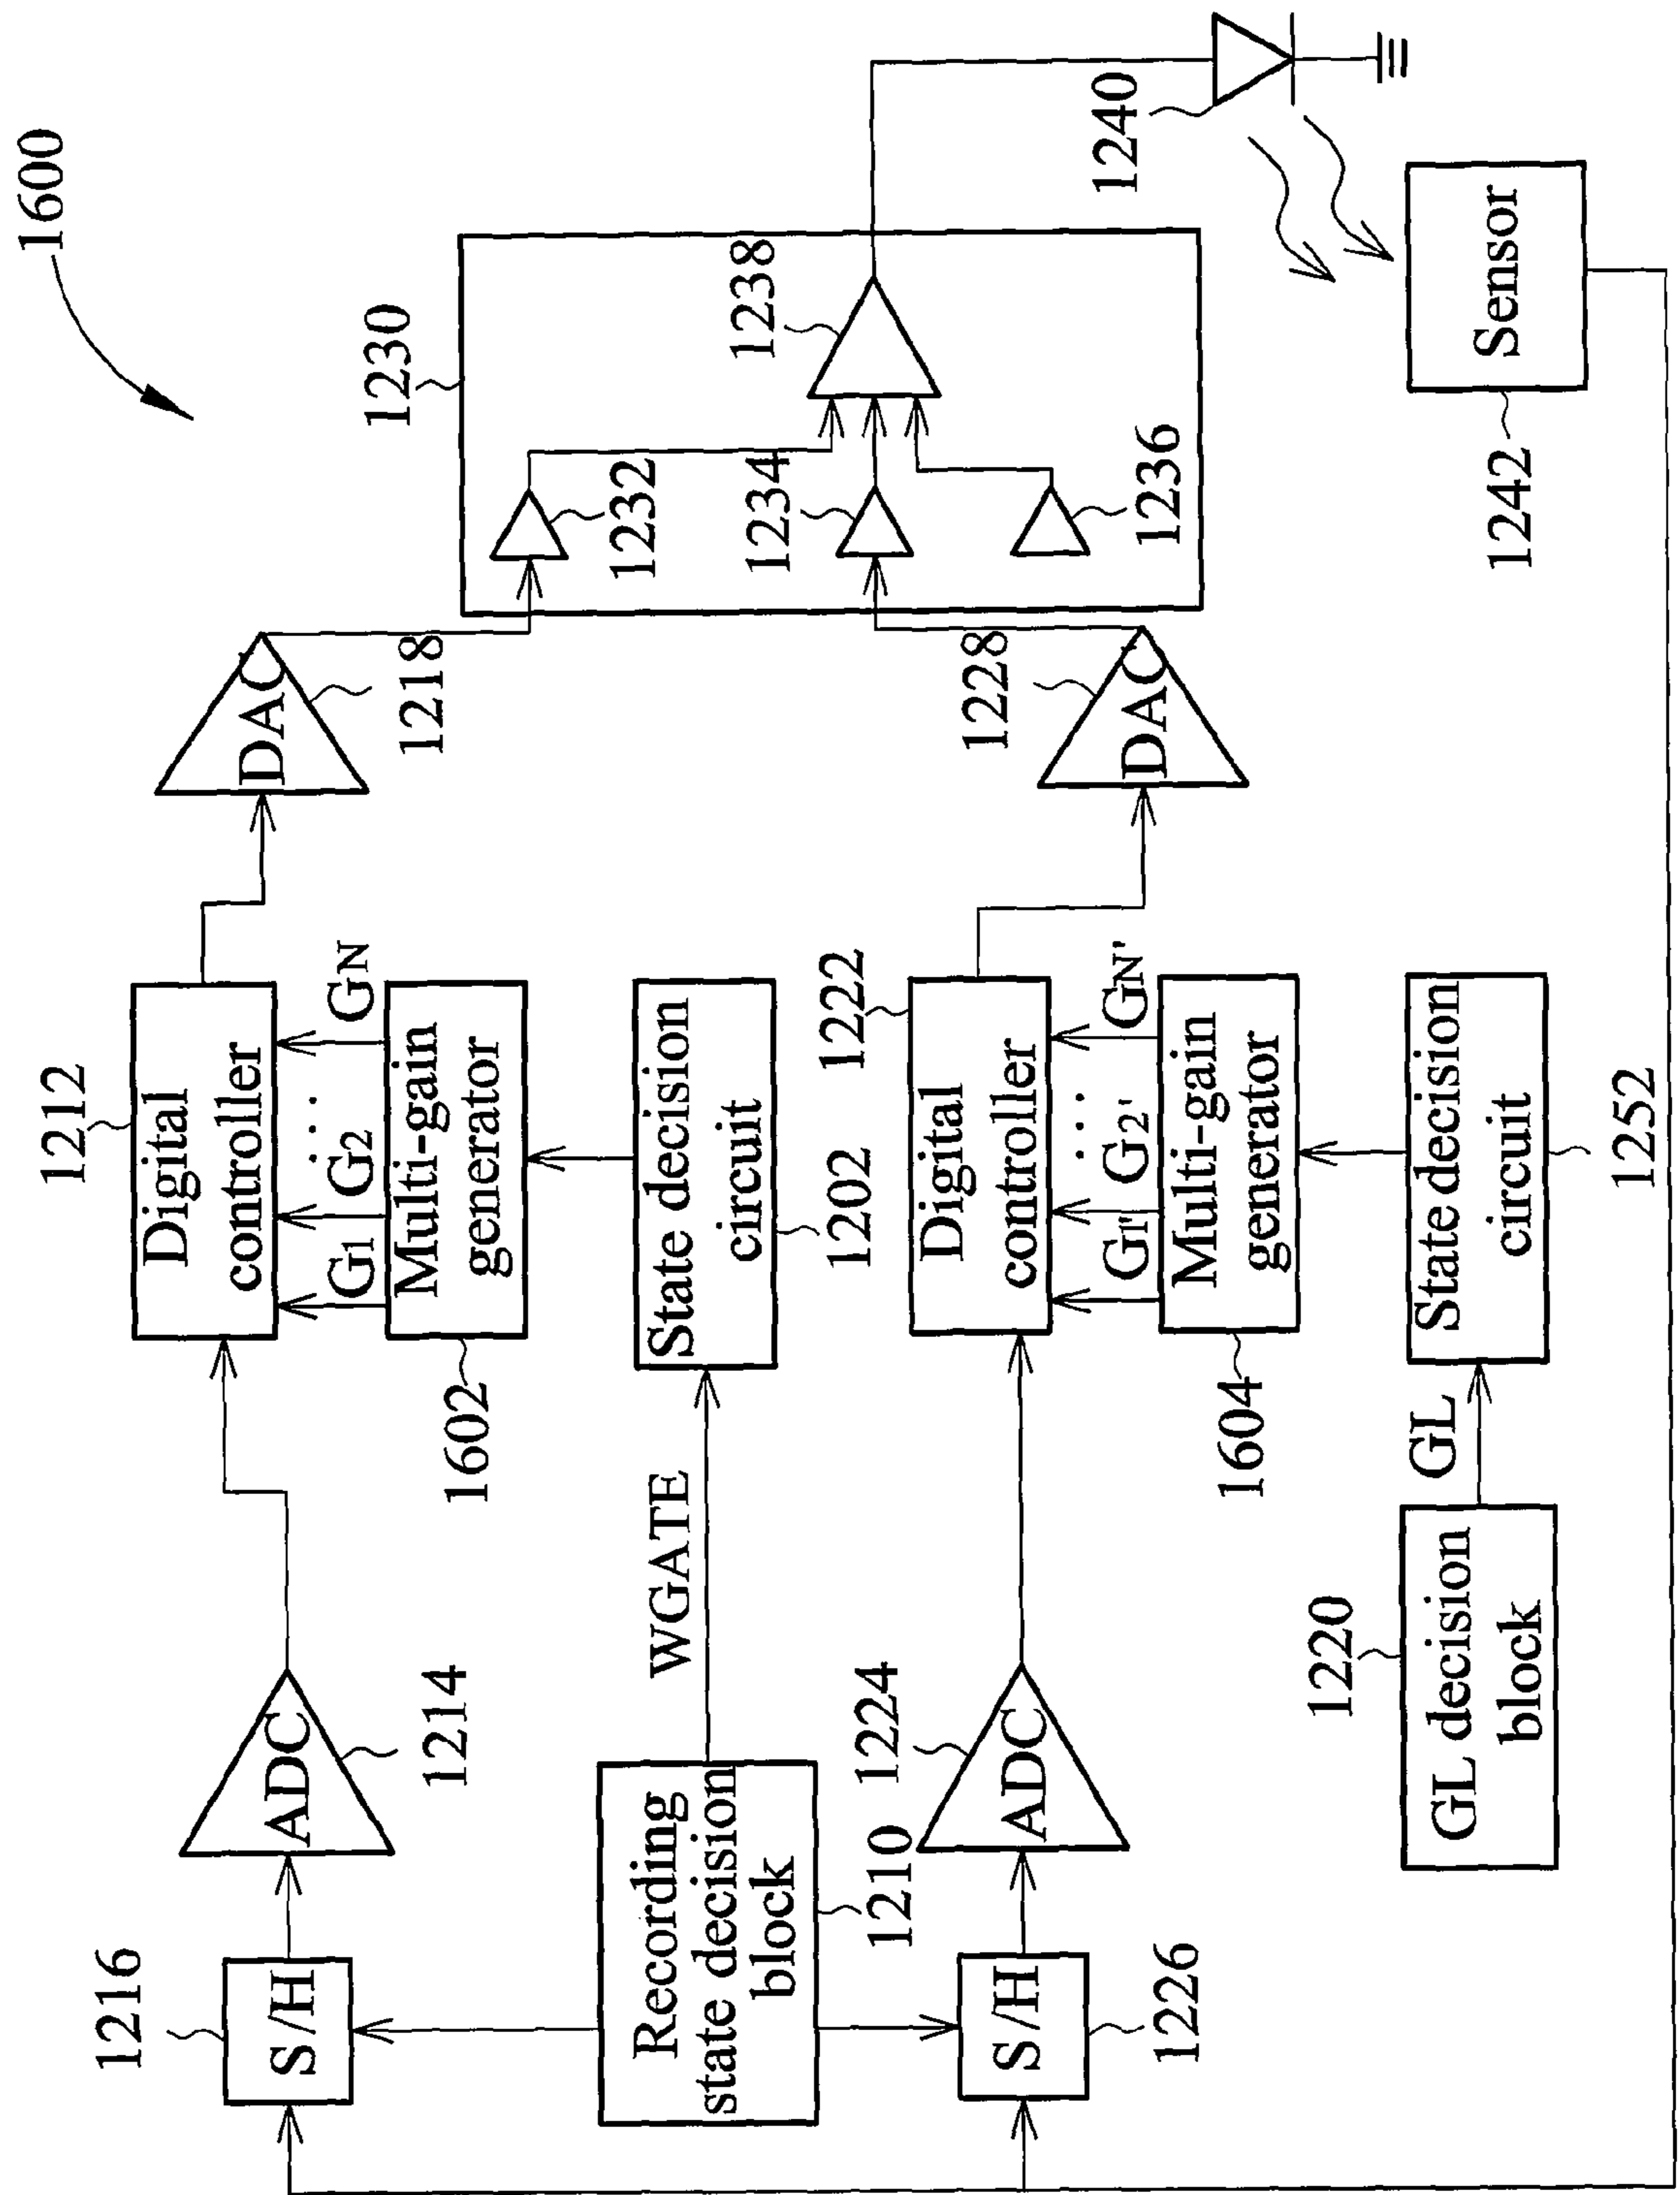 1600
1216
S/H
ADC
1214
1212
Digital
controller
G1
G2
...
GN
Multi-gain
generator
1602
DAC
1218
1230
1232
1234
1236
1238
1240
Sensor
1242
Recording
state decision
block
1210
WGATE
State decision
circuit
1202
1226
S/H
ADC
1224
1222
Digital
controller
G1'
G2'
...
GN'
Multi-gain
generator
1604
DAC
1228
1220
GL decision
block
GL
State decision
circuit
1252